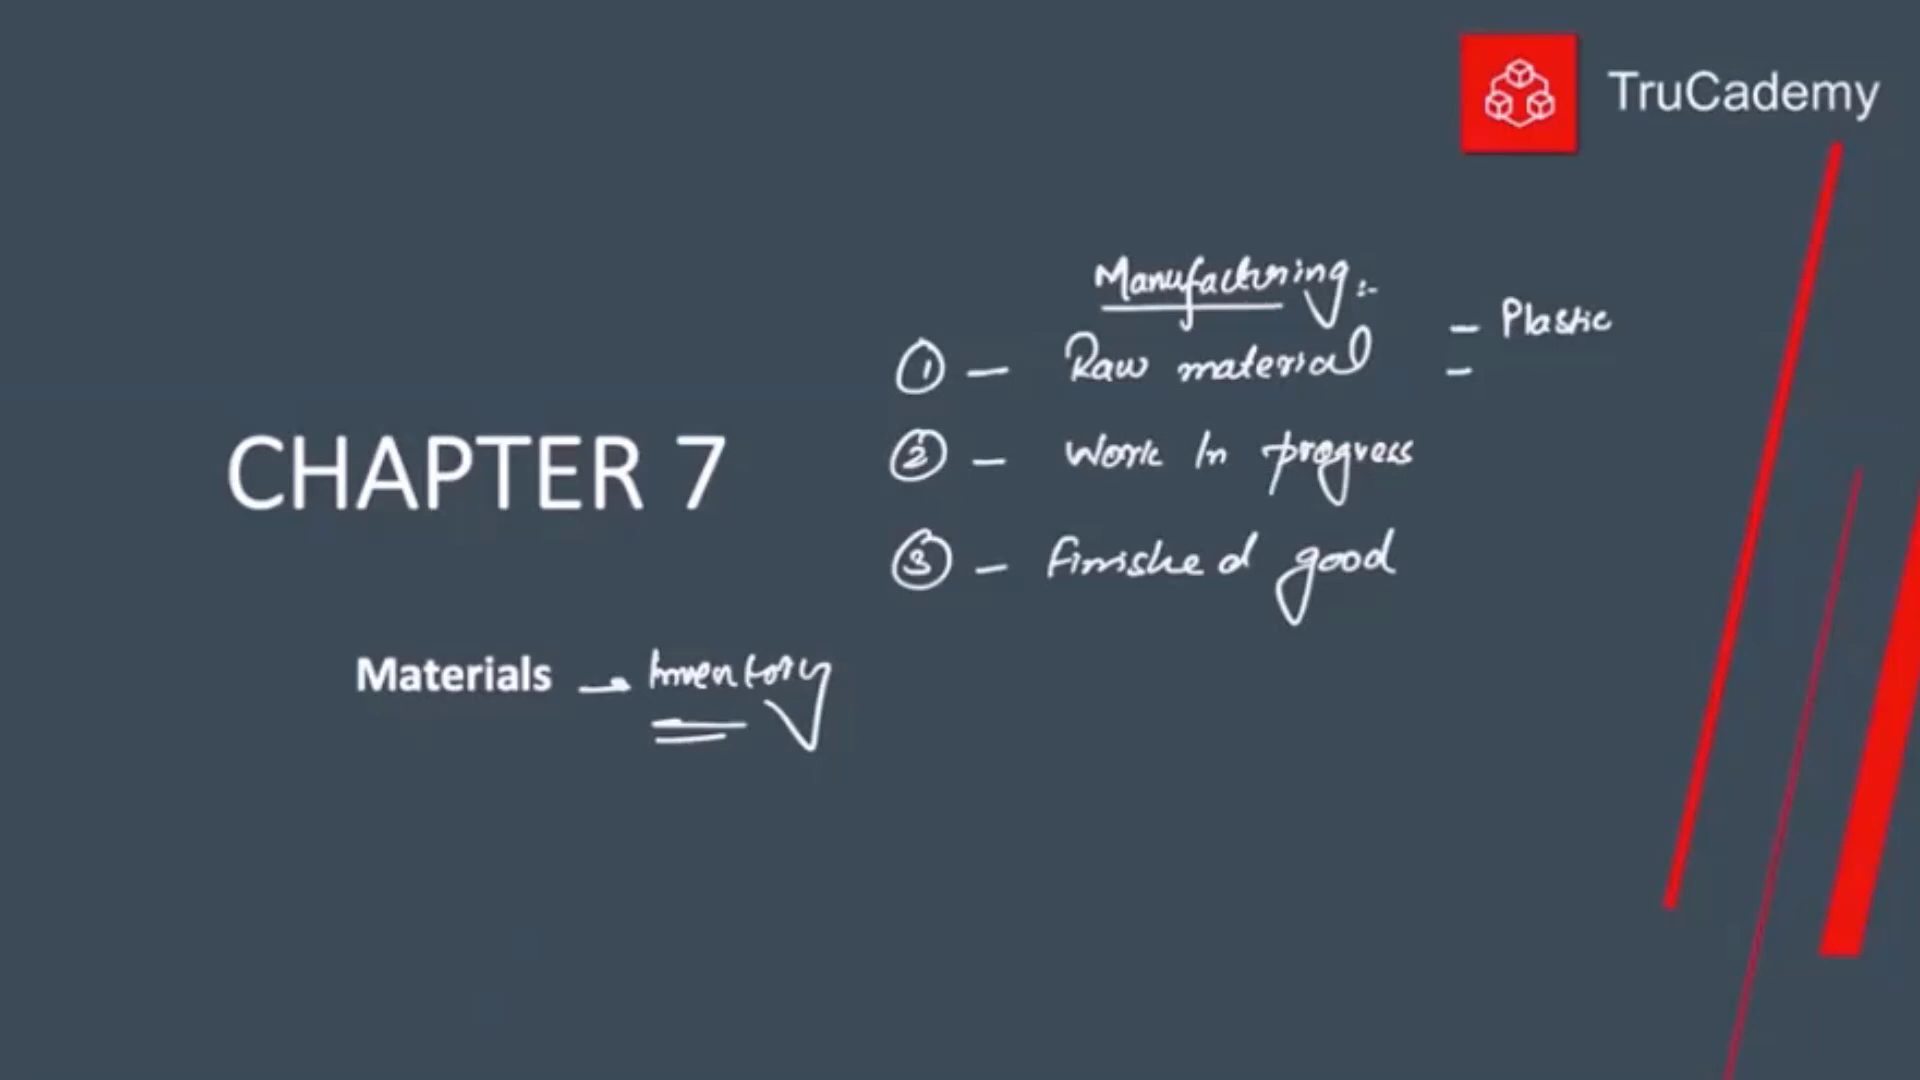 TruCademy
Manufacturing :-
- Plastic
① - Raw material -
CHAPTER 7
② - Work In progress
③ - Finished good
Materials - Inventory